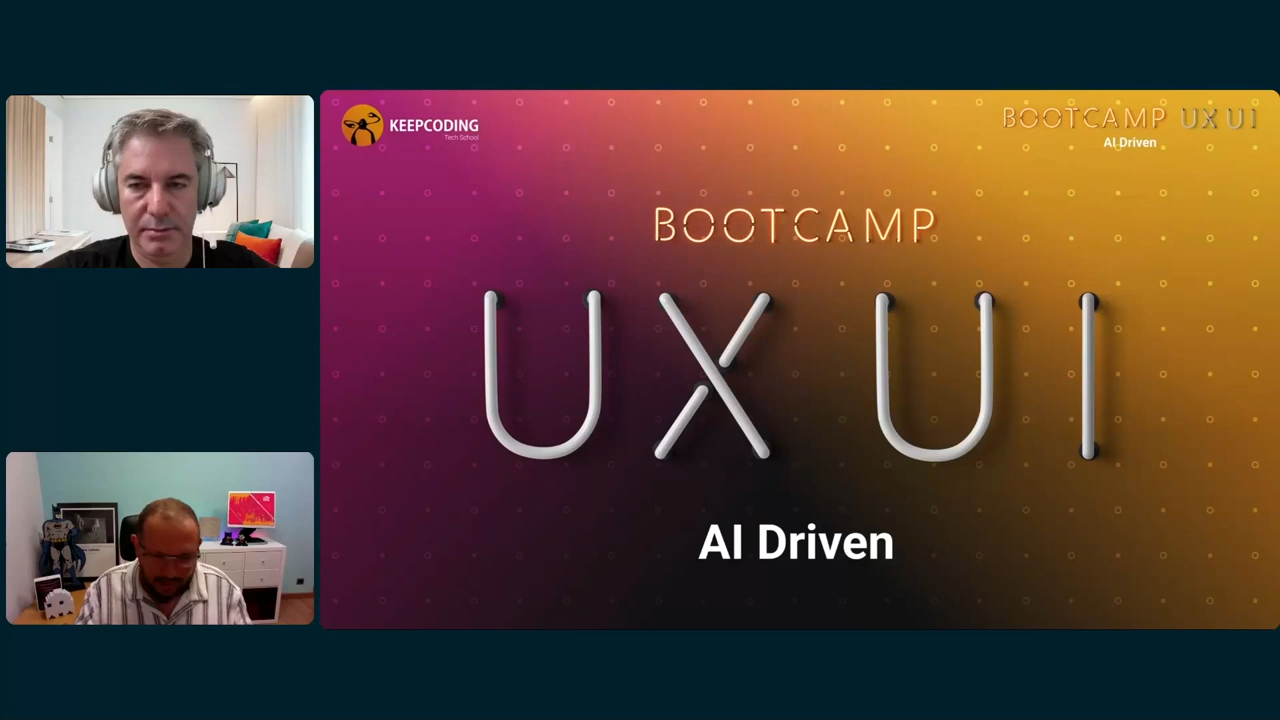 KEEPCODING
Tech School
BOOTCAMP UX UI
AI Driven
BOOTCAMP
UX UI
AI Driven